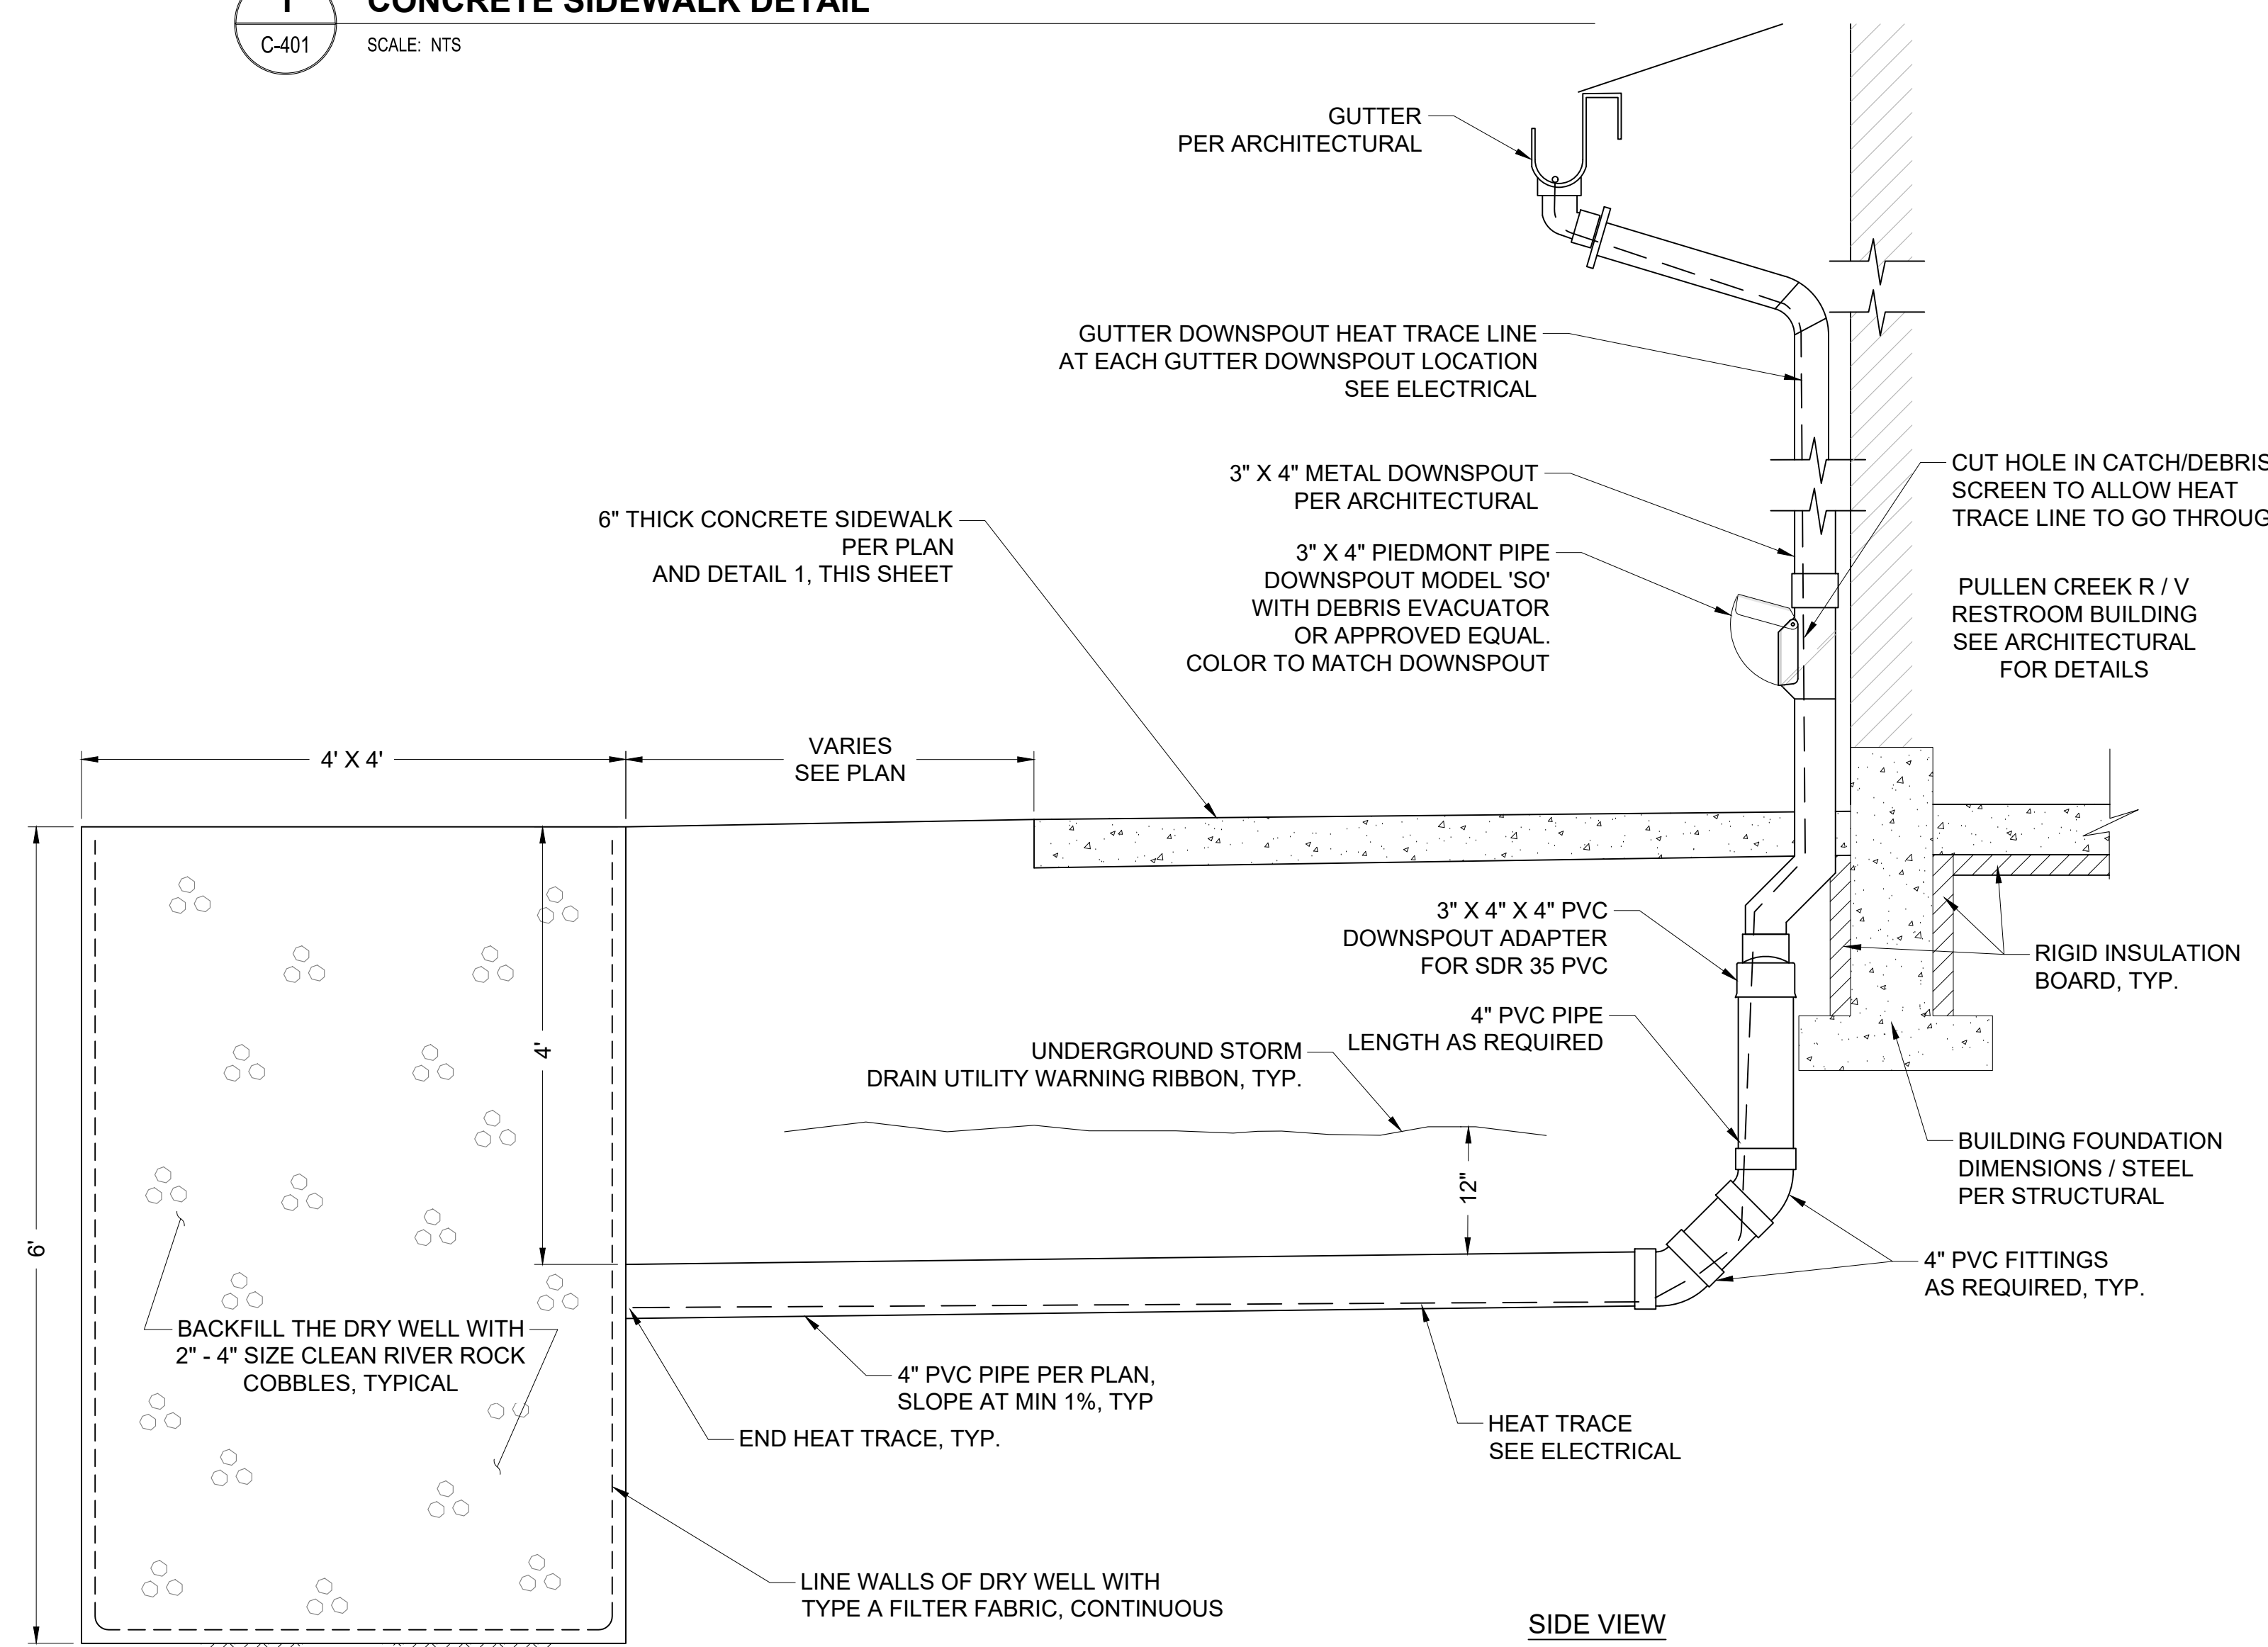 1
CONCRETE SIDEWALK DETAIL
C-401
SCALE: NTS
GUTTER
PER ARCHITECTURAL
GUTTER DOWNSPOUT HEAT TRACE LINE
AT EACH GUTTER DOWNSPOUT LOCATION
SEE ELECTRICAL
3" X 4" METAL DOWNSPOUT
PER ARCHITECTURAL
CUT HOLE IN CATCH/DEBRIS
SCREEN TO ALLOW HEAT
TRACE LINE TO GO THROUG
6" THICK CONCRETE SIDEWALK
PER PLAN
AND DETAIL 1, THIS SHEET
3" X 4" PIEDMONT PIPE
DOWNSPOUT MODEL 'SO'
WITH DEBRIS EVACUATOR
OR APPROVED EQUAL.
COLOR TO MATCH DOWNSPOUT
PULLEN CREEK R / V
RESTROOM BUILDING
SEE ARCHITECTURAL
FOR DETAILS
4' X 4'
VARIES
SEE PLAN
3" X 4" X 4" PVC
DOWNSPOUT ADAPTER
FOR SDR 35 PVC
RIGID INSULATION
BOARD, TYP.
4" PVC PIPE
LENGTH AS REQUIRED
4'
UNDERGROUND STORM
DRAIN UTILITY WARNING RIBBON, TYP.
BUILDING FOUNDATION
DIMENSIONS / STEEL
PER STRUCTURAL
12"
6'
4" PVC FITTINGS
AS REQUIRED, TYP.
BACKFILL THE DRY WELL WITH
2" - 4" SIZE CLEAN RIVER ROCK
COBBLES, TYPICAL
4" PVC PIPE PER PLAN,
SLOPE AT MIN 1%, TYP
END HEAT TRACE, TYP.
HEAT TRACE
SEE ELECTRICAL
LINE WALLS OF DRY WELL WITH
TYPE A FILTER FABRIC, CONTINUOUS
SIDE VIEW